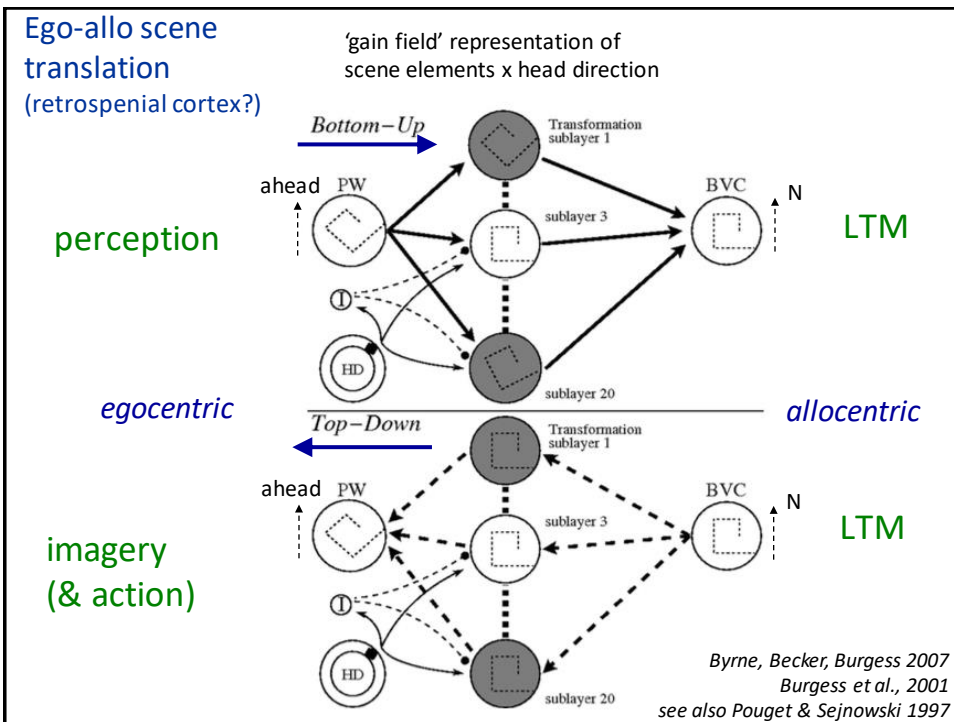 Ego-allo scene
translation
(retrospenial cortex?)
‘gain field’ representation of
scene elements x head direction
Bottom-Up
Transformation
sublayer 1
ahead
PW
sublayer 3
BVC
N
perception
LTM
I
HD
sublayer 20
egocentric
allocentric
Top-Down
Transformation
sublayer 1
ahead
PW
sublayer 3
BVC
N
imagery
(& action)
LTM
I
HD
sublayer 20
Byrne, Becker, Burgess 2007
Burgess et al., 2001
see also Pouget & Sejnowski 1997